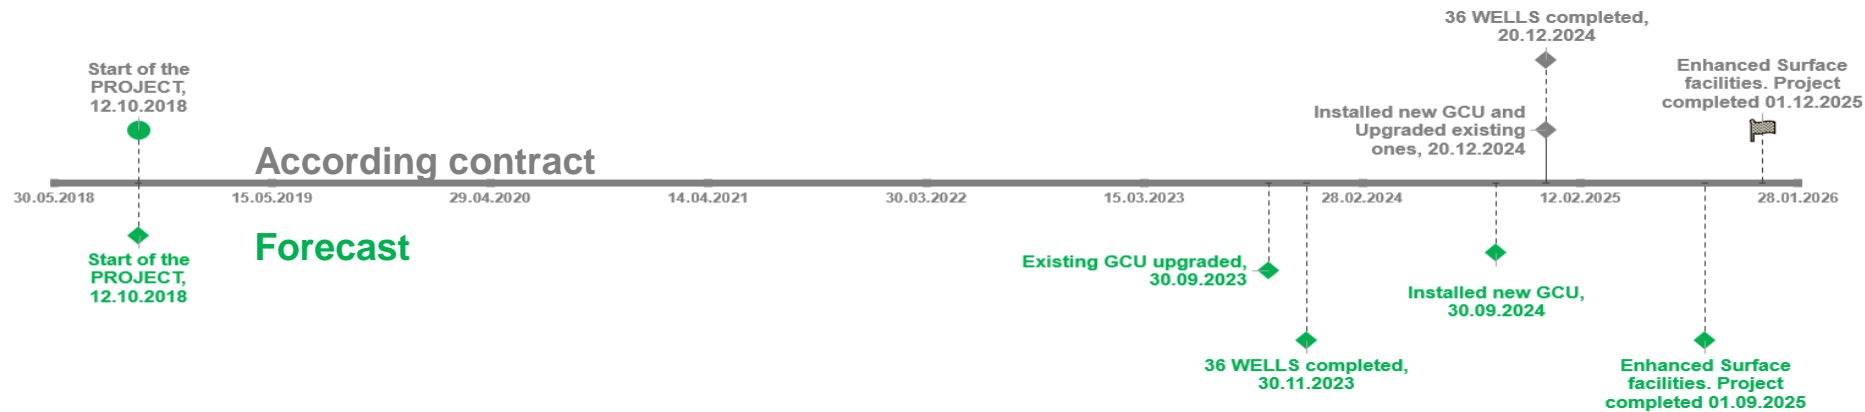 36 WELLS completed,
20.12.2024
Start of the
PROJECT,
12.10.2018
Enhanced Surface
facilities. Project
completed 01.12.2025
Installed new GCU and
Upgraded existing
ones, 20.12.2024
According contract
30.05.2018
15.05.2019
29.04.2020
14.04.2021
30.03.2022
15.03.2023
28.02.2024
12.02.2025
28.01.2026
Forecast
Start of the
PROJECT,
12.10.2018
Existing GCU upgraded,
30.09.2023
Installed new GCU,
30.09.2024
36 WELLS completed,
30.11.2023
Enhanced Surface
facilities. Project
completed 01.09.2025